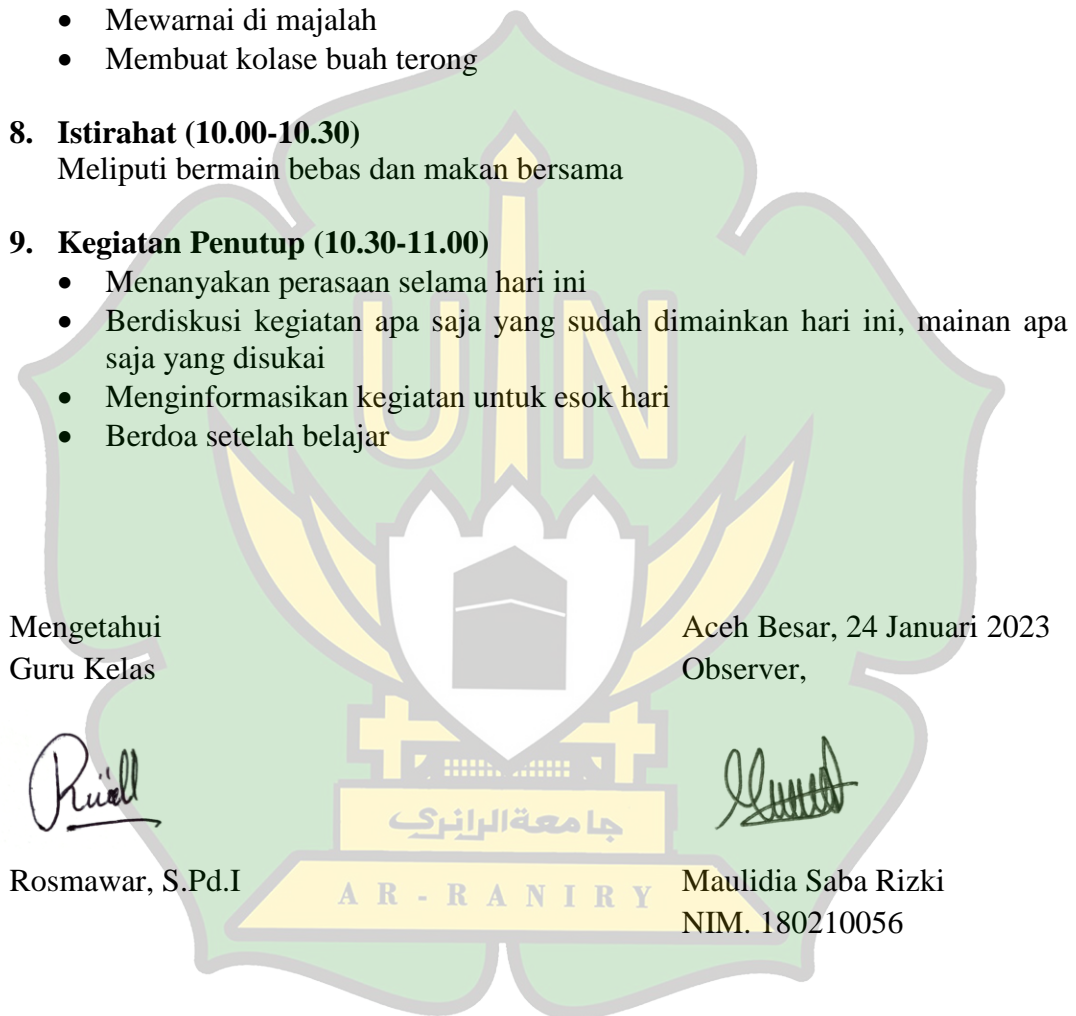 • Mewarnai di majalah
• Membuat kolase buah terong
8. Istirahat (10.00-10.30)
Meliputi bermain bebas dan makan bersama
9. Kegiatan Penutup (10.30-11.00)
• Menanyakan perasaan selama hari ini
• Berdiskusi kegiatan apa saja yang sudah dimainkan hari ini, mainan apa
saja yang disukai
• Menginformasikan kegiatan untuk esok hari
• Berdoa setelah belajar
UIN
Mengetahui
Aceh Besar, 24 Januari 2023
Guru Kelas
Observer,
جامعة الرانري
Rosmawar, S.Pd.I
Maulidia Saba Rizki
AR-RANIRY
NIM. 180210056